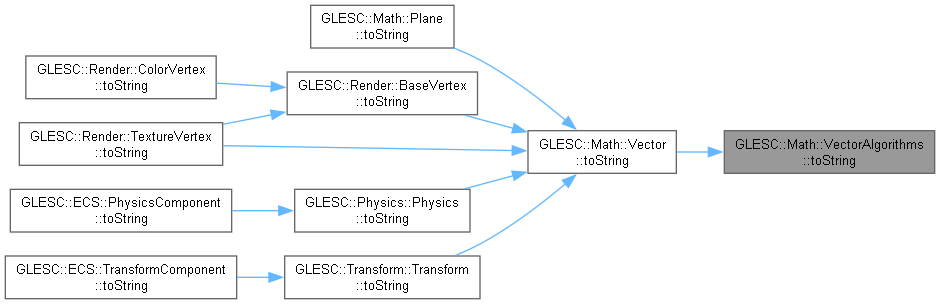 GLESC::Math::Plane
::toString
GLESC::Render::ColorVertex
::toString
GLESC::Render::BaseVertex
::toString
GLESC::Render::TextureVertex
::toString
GLESC::Math::Vector
::toString
GLESC::Math::VectorAlgorithms
::toString
GLESC::ECS::PhysicsComponent
::toString
GLESC::Physics::Physics
::toString
GLESC::ECS::TransformComponent
::toString
GLESC::Transform::Transform
::toString